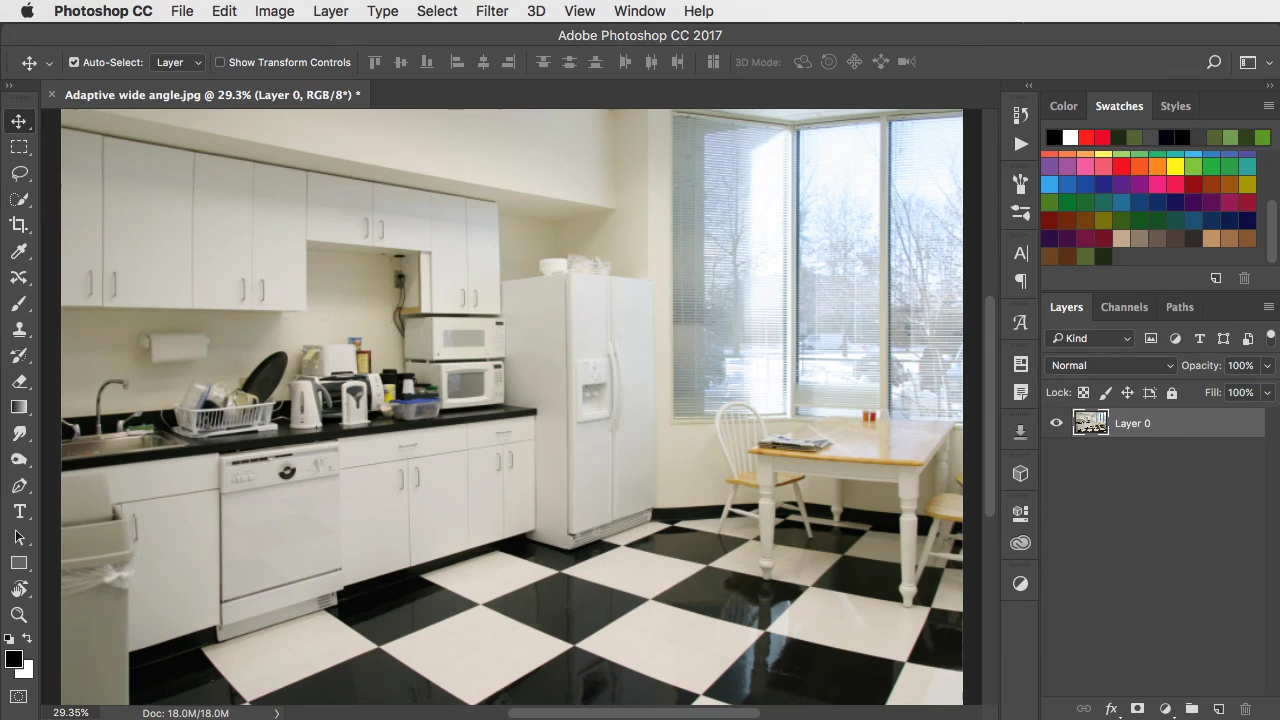 Photoshop CC File Edit Image Layer Type Select Filter 3D View Window Help
Adobe Photoshop CC 2017
Auto-Select: Layer Show Transform Controls 3D Mode:
Adaptive wide angle.jpg @ 29.3% (Layer 0, RGB/8*) *
Color Swatches Styles
Layers Channels Paths
Kind
Normal Opacity:
Lock: Fill: 100%
Layer 0
29.35% Doc: 18.0M/18.0M